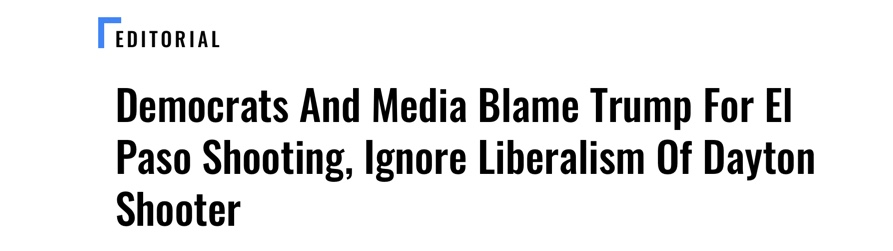 EDITORIAL
Democrats And Media Blame Trump For El
Paso Shooting, Ignore Liberalism Of Dayton
Shooter